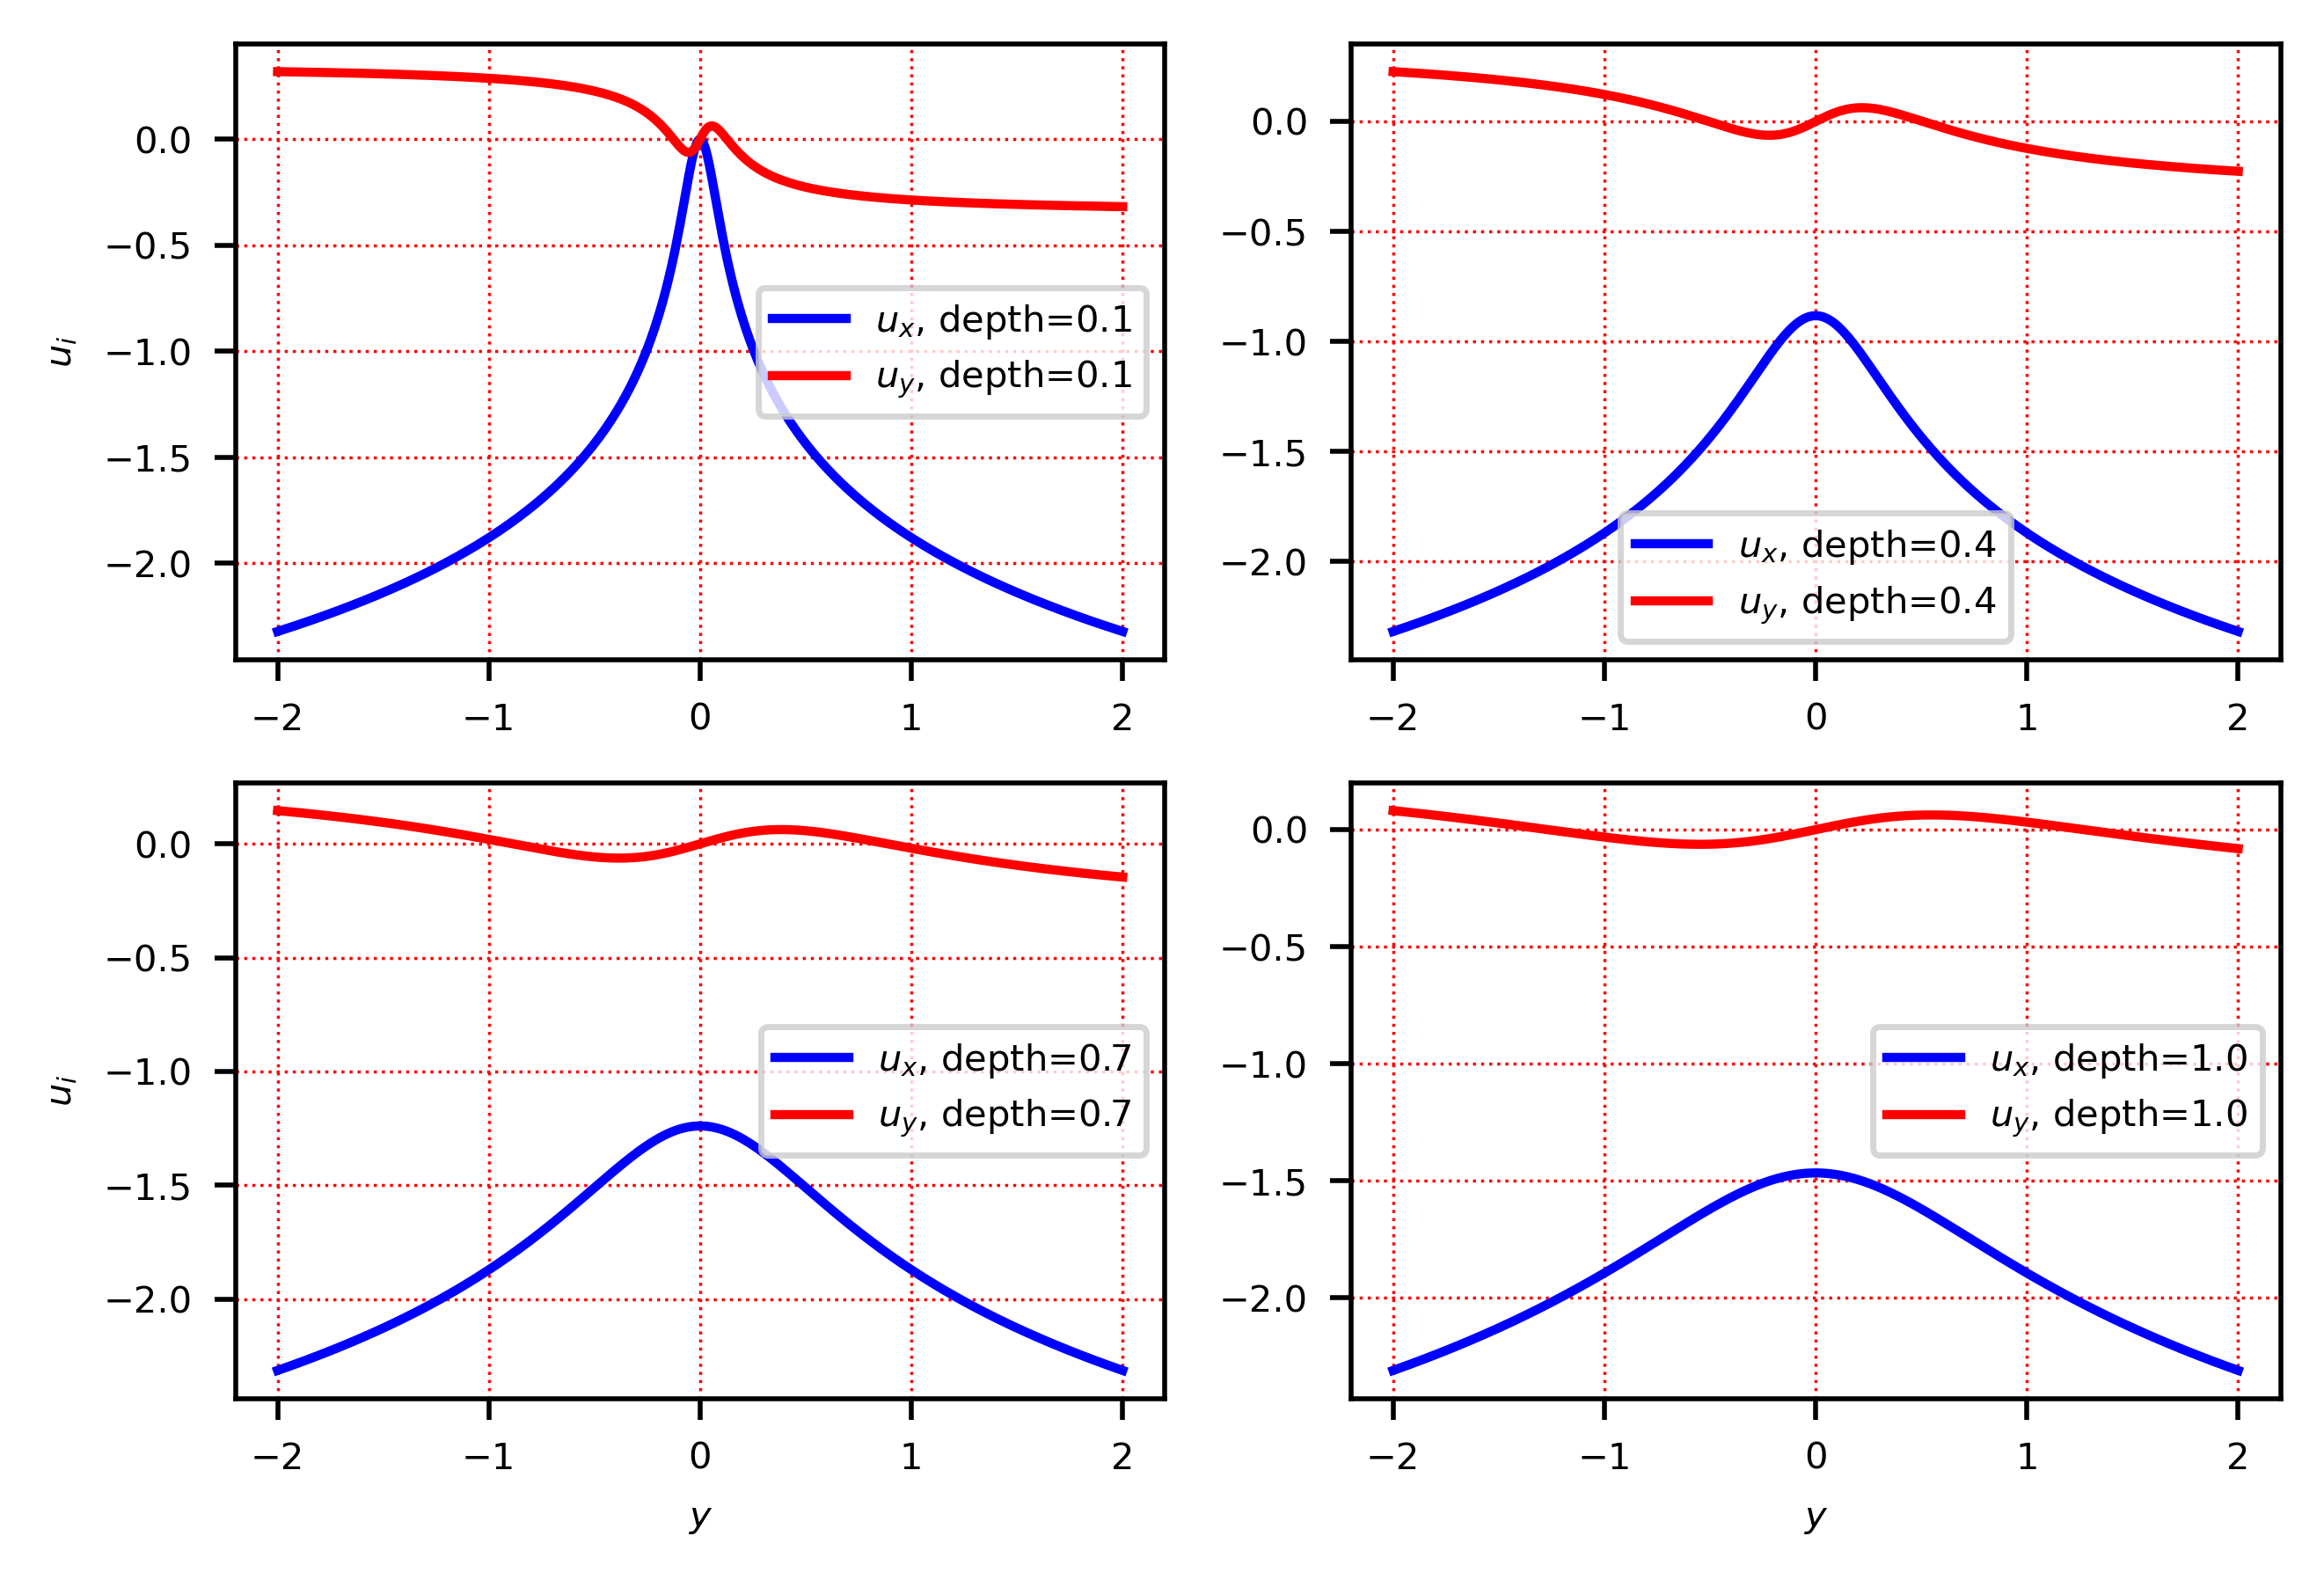 0.0
−0.5
−1.0
−1.5
−2.0
u_i
u_x, depth=0.1
u_y, depth=0.1
−2 −1 0 1 2
0.0
−0.5
−1.0
−1.5
−2.0
u_x, depth=0.4
u_y, depth=0.4
−2 −1 0 1 2
0.0
−0.5
−1.0
−1.5
−2.0
u_i
u_x, depth=0.7
u_y, depth=0.7
−2 −1 0 1 2
y
0.0
−0.5
−1.0
−1.5
−2.0
u_x, depth=1.0
u_y, depth=1.0
−2 −1 0 1 2
y